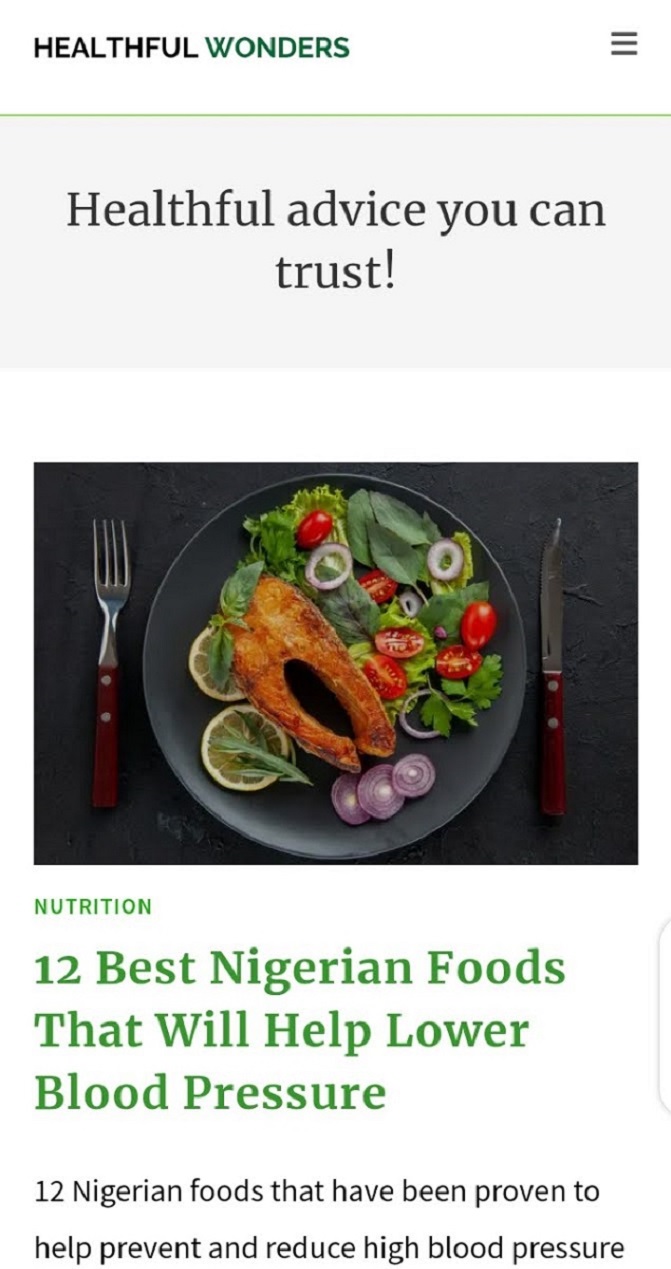 HEALTHFUL WONDERS
Healthful advice you can
trust!
NUTRITION
12 Best Nigerian Foods
That Will Help Lower
Blood Pressure
12 Nigerian foods that have been proven to
help prevent and reduce high blood pressure